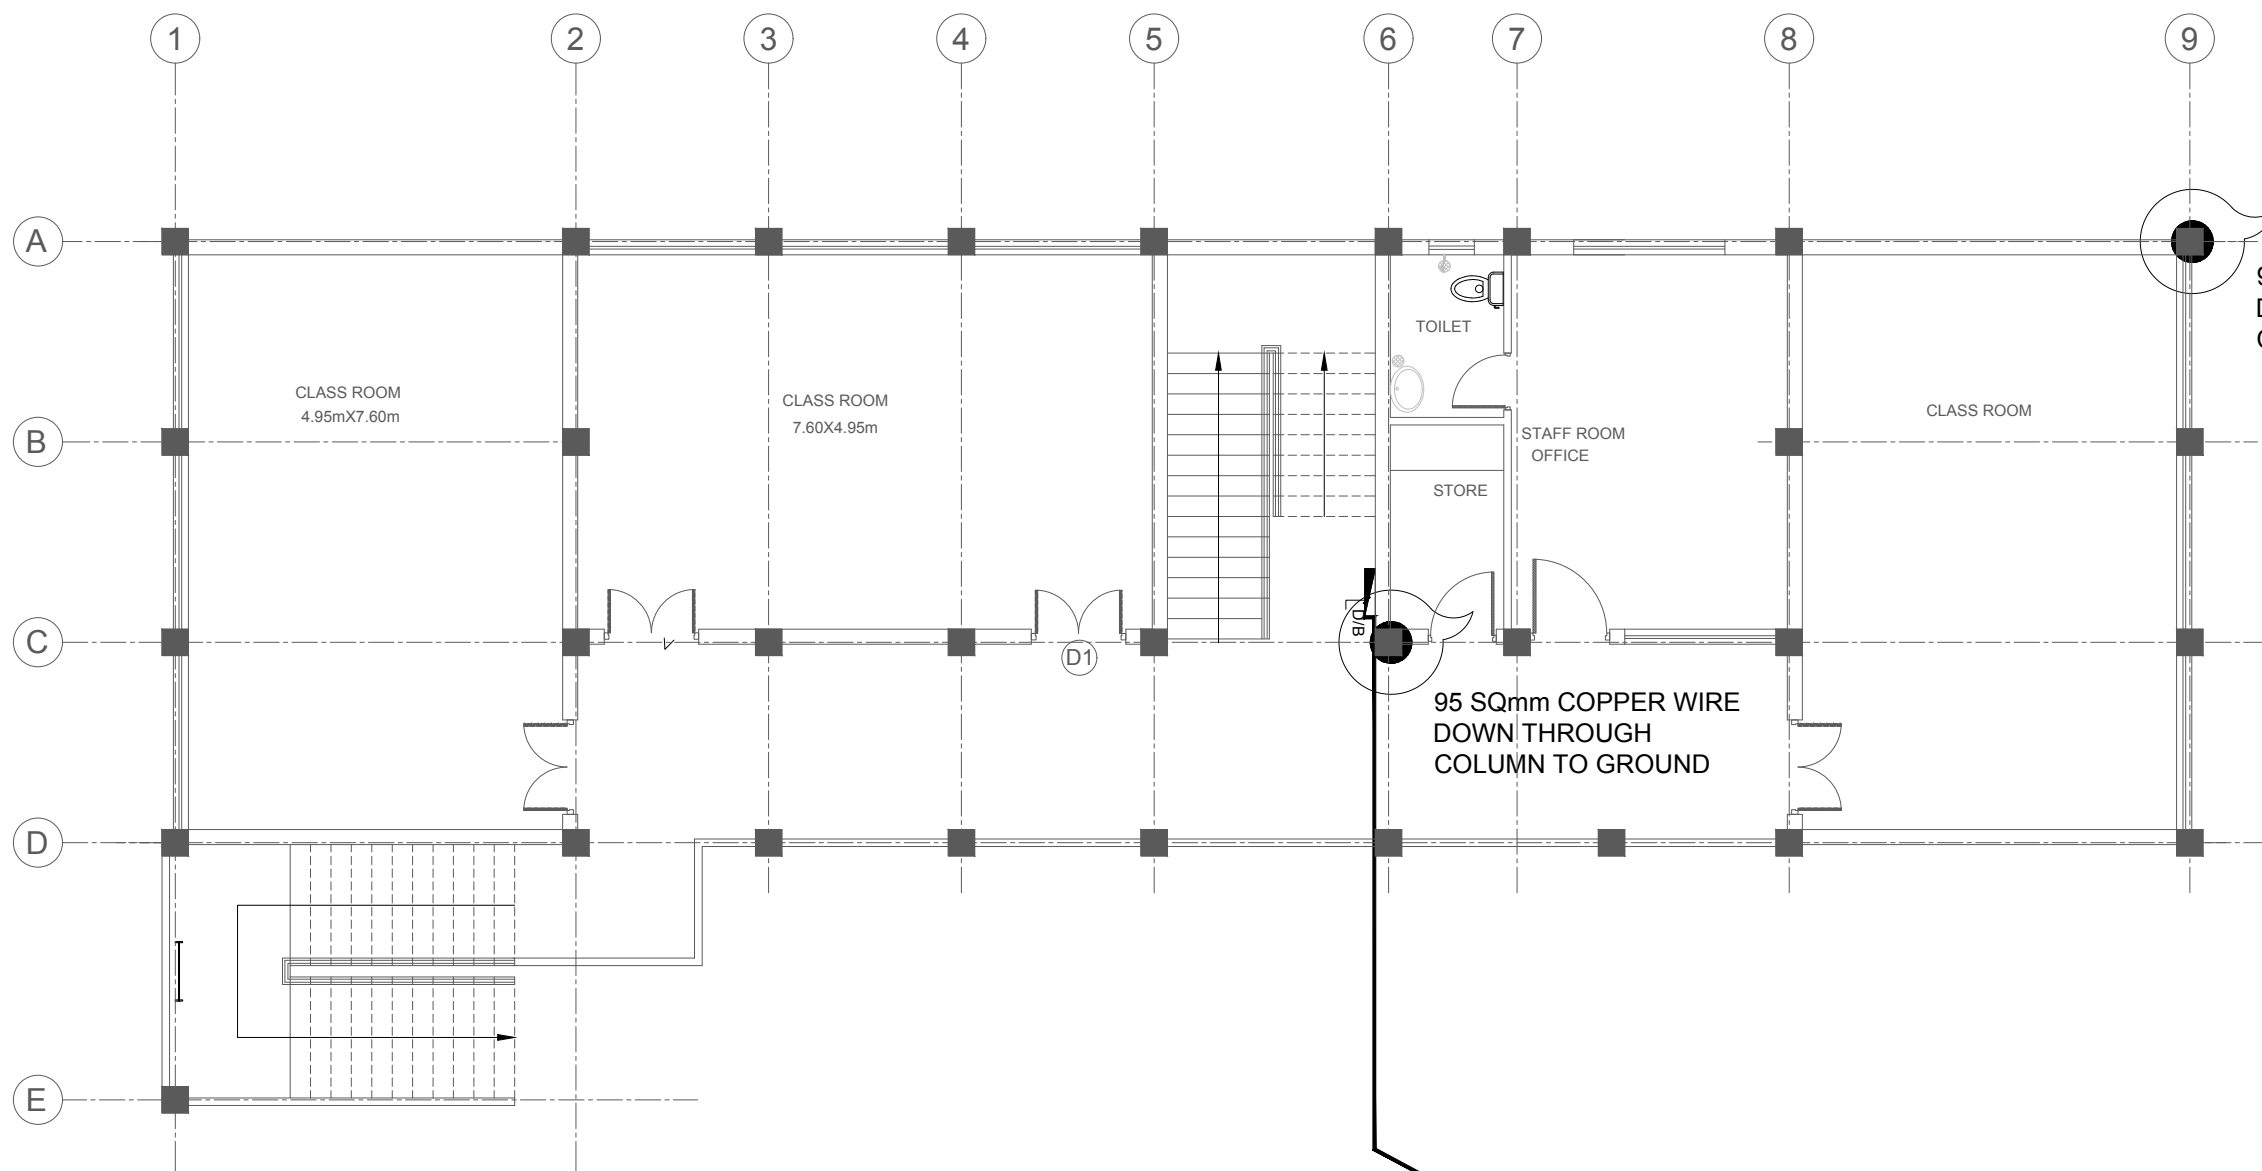 1 2 3 4 5 6 7 8 9
A
B
C
D
E
CLASS ROOM
4.95mX7.60m
CLASS ROOM
7.60X4.95m
TOILET
STAFF ROOM
OFFICE
STORE
CLASS ROOM
D/B
D1
95 SQmm COPPER WIRE
DOWN THROUGH
COLUMN TO GROUND
9
D